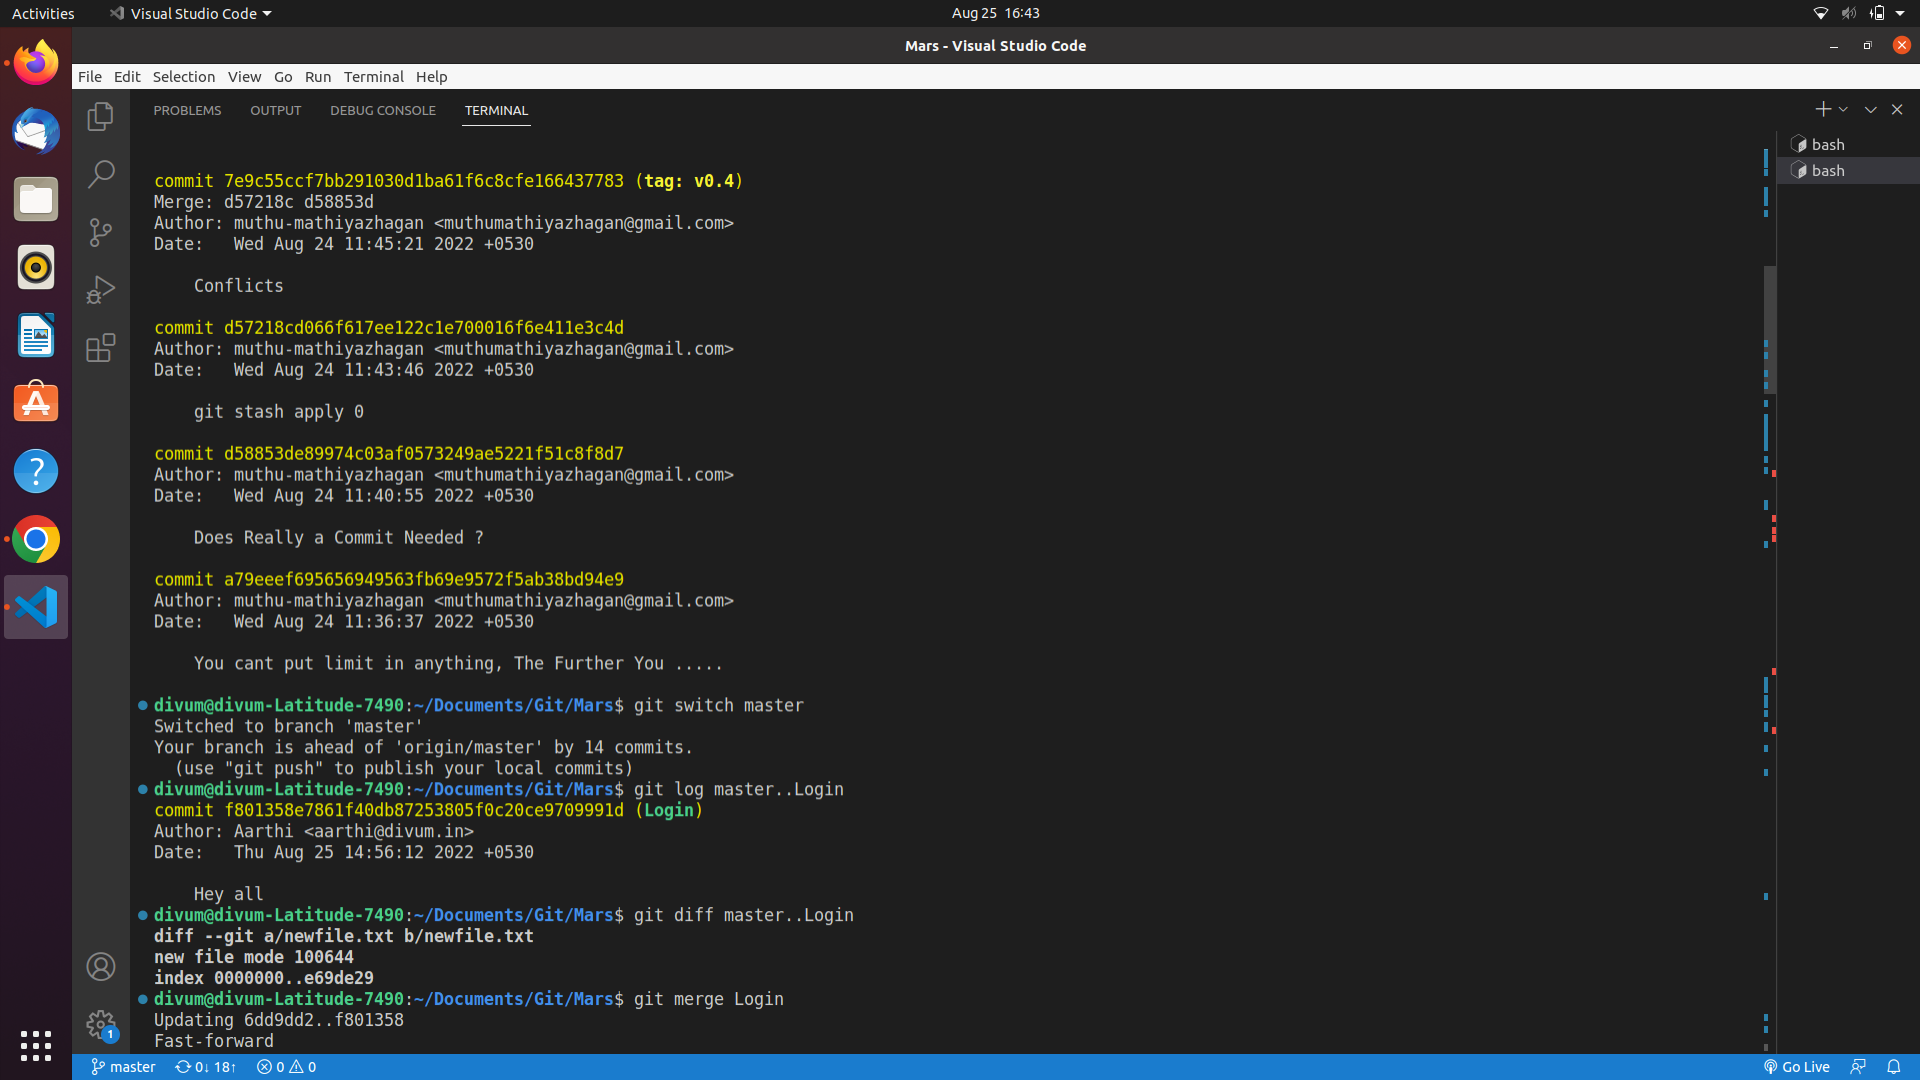 Activities Visual Studio Code Aug 25 16:43
Mars - Visual Studio Code
File Edit Selection View Go Run Terminal Help
PROBLEMS OUTPUT DEBUG CONSOLE TERMINAL
bash
bash
commit 7e9c55ccf7bb291030d1ba61f6c8cfe166437783 (tag: v0.4)
Merge: d57218c d58853d
Author: muthu-mathiyazhagan <muthumathiyazhagan@gmail.com>
Date:   Wed Aug 24 11:45:21 2022 +0530
Conflicts
commit d57218cd066f617ee122c1e700016f6e411e3c4d
Author: muthu-mathiyazhagan <muthumathiyazhagan@gmail.com>
Date:   Wed Aug 24 11:43:46 2022 +0530
git stash apply 0
commit d58853de89974c03af0573249ae5221f51c8f8d7
Author: muthu-mathiyazhagan <muthumathiyazhagan@gmail.com>
Date:   Wed Aug 24 11:40:55 2022 +0530
Does Really a Commit Needed ?
commit a79eeef695656949563fb69e9572f5ab38bd94e9
Author: muthu-mathiyazhagan <muthumathiyazhagan@gmail.com>
Date:   Wed Aug 24 11:36:37 2022 +0530
You cant put limit in anything, The Further You .....
divum@divum-Latitude-7490:~/Documents/Git/Mars$ git switch master
Switched to branch 'master'
Your branch is ahead of 'origin/master' by 14 commits.
(use "git push" to publish your local commits)
divum@divum-Latitude-7490:~/Documents/Git/Mars$ git log master..Login
commit f801358e7861f40db87253805f0c20ce9709991d (Login)
Author: Aarthi <aarthi@divum.in>
Date:   Thu Aug 25 14:56:12 2022 +0530
Hey all
divum@divum-Latitude-7490:~/Documents/Git/Mars$ git diff master..Login
diff --git a/newfile.txt b/newfile.txt
new file mode 100644
index 0000000..e69de29
divum@divum-Latitude-7490:~/Documents/Git/Mars$ git merge Login
Updating 6dd9dd2..f801358
Fast-forward
1
master 0↓ 18↑ 0 0 Go Live